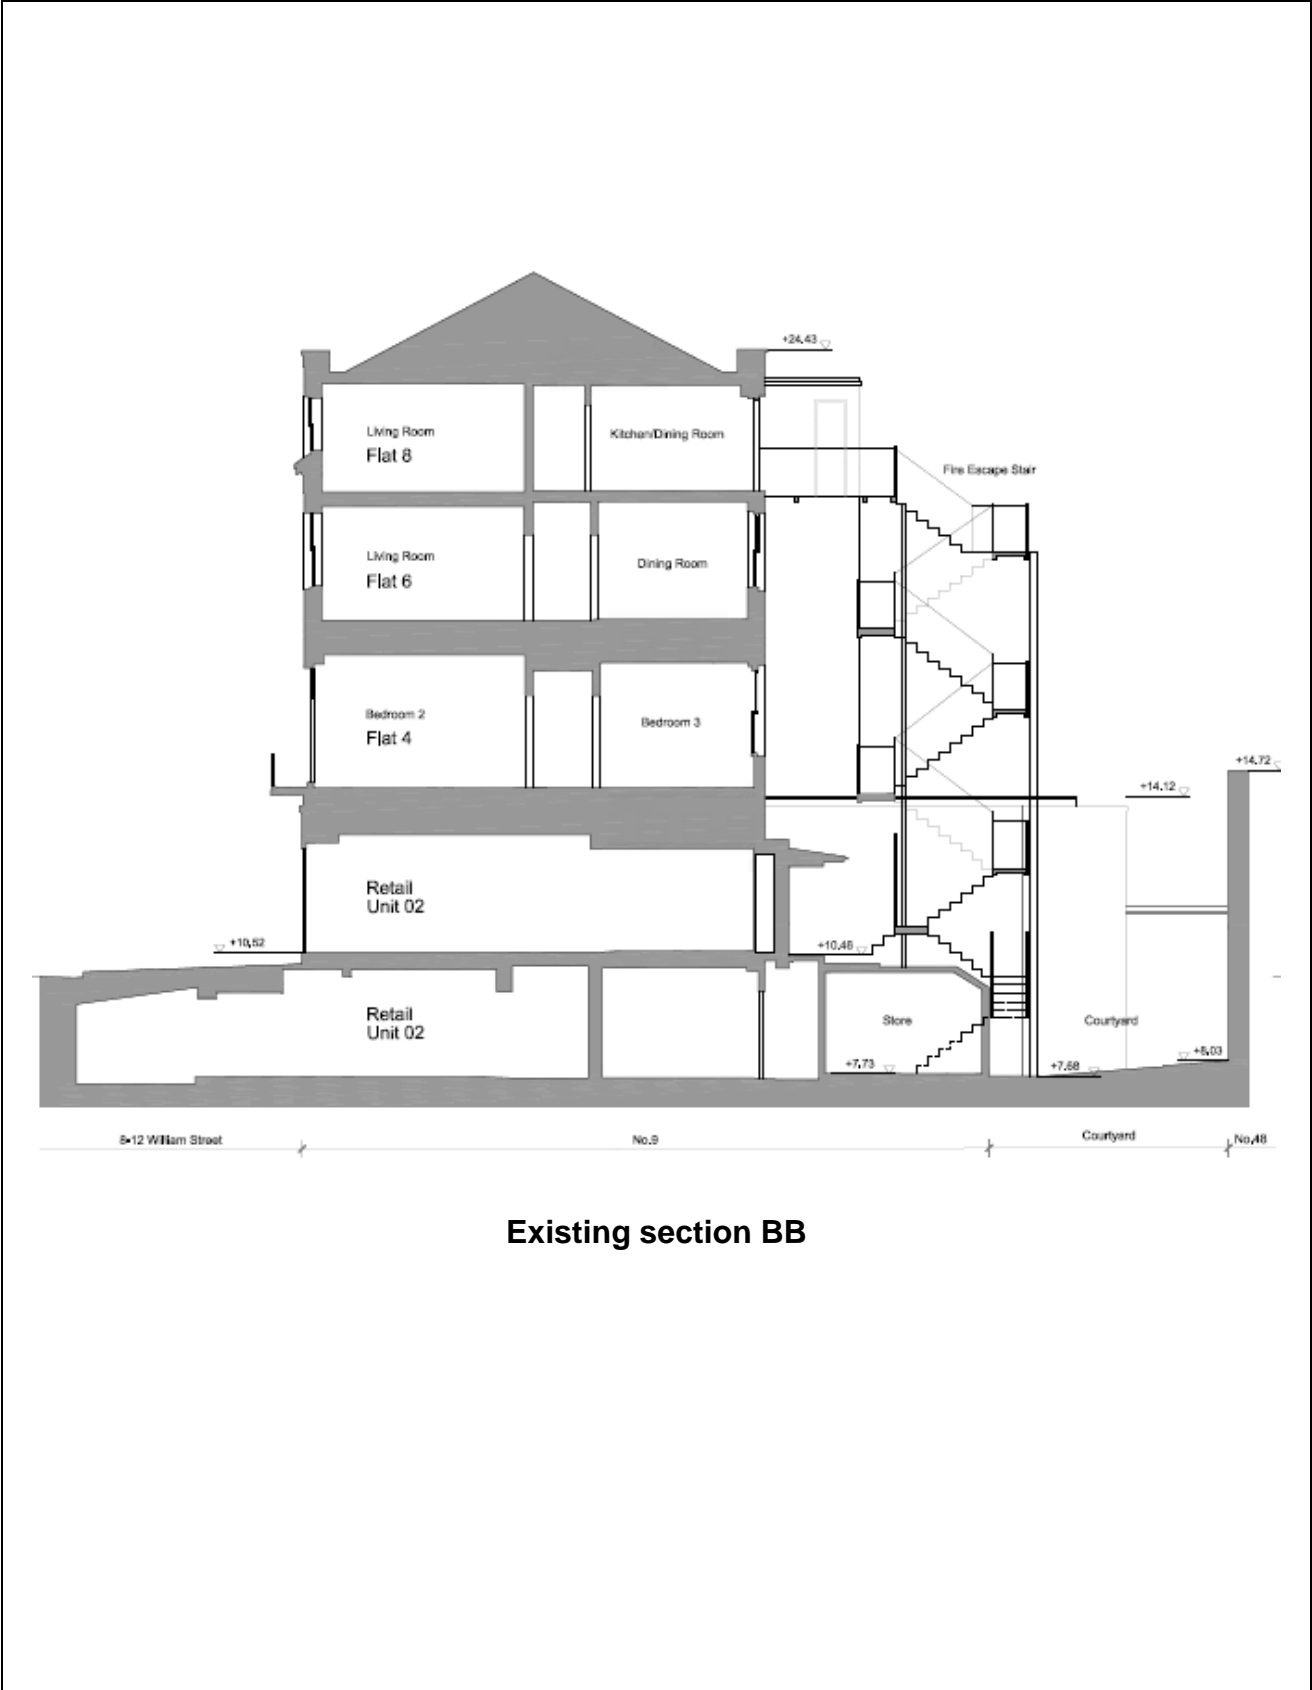 +24.43
Living Room
Flat 8
Kitchen/Dining Room
Fire Escape Stair
Living Room
Flat 6
Dining Room
Bedroom 2
Flat 4
Bedroom 3
+14.72
+14.12
Retail
Unit 02
+10.52
+10.46
Retail
Unit 02
Store
Courtyard
+7.73
+7.68
+8.03
8-12 William Street
No.9
Courtyard
No.48
Existing section BB